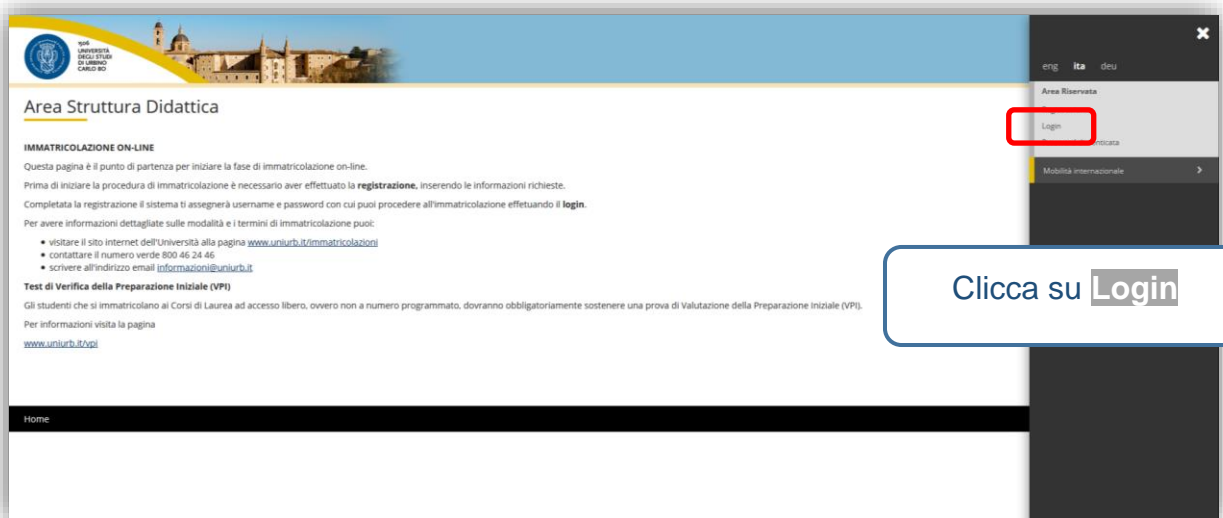 1506
UNIVERSITÀ
DEGLI STUDI
DI URBINO
CARLO BO
eng ita deu
Area Riservata
Login
Mobilità internazionale
Area Struttura Didattica
IMMATRICOLAZIONE ON-LINE
Questa pagina è il punto di partenza per iniziare la fase di immatricolazione on-line.
Prima di iniziare la procedura di immatricolazione è necessario aver effettuato la registrazione, inserendo le informazioni richieste.
Completata la registrazione il sistema ti assegnerà username e password con cui puoi procedere all'immatricolazione effetuando il login.
Per avere informazioni dettagliate sulle modalità e i termini di immatricolazione puoi:
• visitare il sito internet dell'Università alla pagina www.uniurb.it/immatricolazioni
• contattare il numero verde 800 46 24 46
• scrivere all'indirizzo email informazioni@uniurb.it
Test di Verifica della Preparazione Iniziale (VPI)
Gli studenti che si immatricolano ai Corsi di Laurea ad accesso libero, ovvero non a numero programmato, dovranno obbligatoriamente sostenere una prova di Valutazione della Preparazione Iniziale (VPI).
Per informazioni visita la pagina
www.uniurb.it/vpi
Clicca su Login
Home